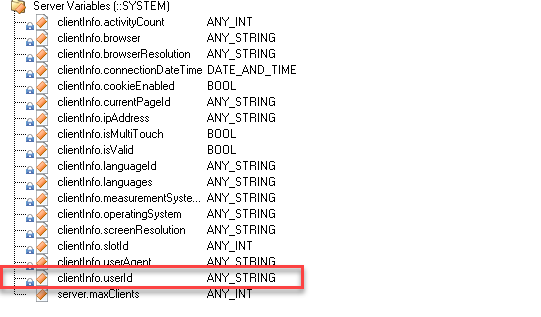 Server Variables (::SYSTEM)
clientInfo.activityCount ANY_INT
clientInfo.browser ANY_STRING
clientInfo.browserResolution ANY_STRING
clientInfo.connectionDateTime DATE_AND_TIME
clientInfo.cookieEnabled BOOL
clientInfo.currentPageId ANY_STRING
clientInfo.ipAddress ANY_STRING
clientInfo.isMultiTouch BOOL
clientInfo.isValid BOOL
clientInfo.languageId ANY_STRING
clientInfo.languages ANY_STRING
clientInfo.measurementSyste... ANY_STRING
clientInfo.operatingSystem ANY_STRING
clientInfo.screenResolution ANY_STRING
clientInfo.slotId ANY_INT
clientInfo.userAgent ANY_STRING
clientInfo.userId ANY_STRING
server.maxClients ANY_INT